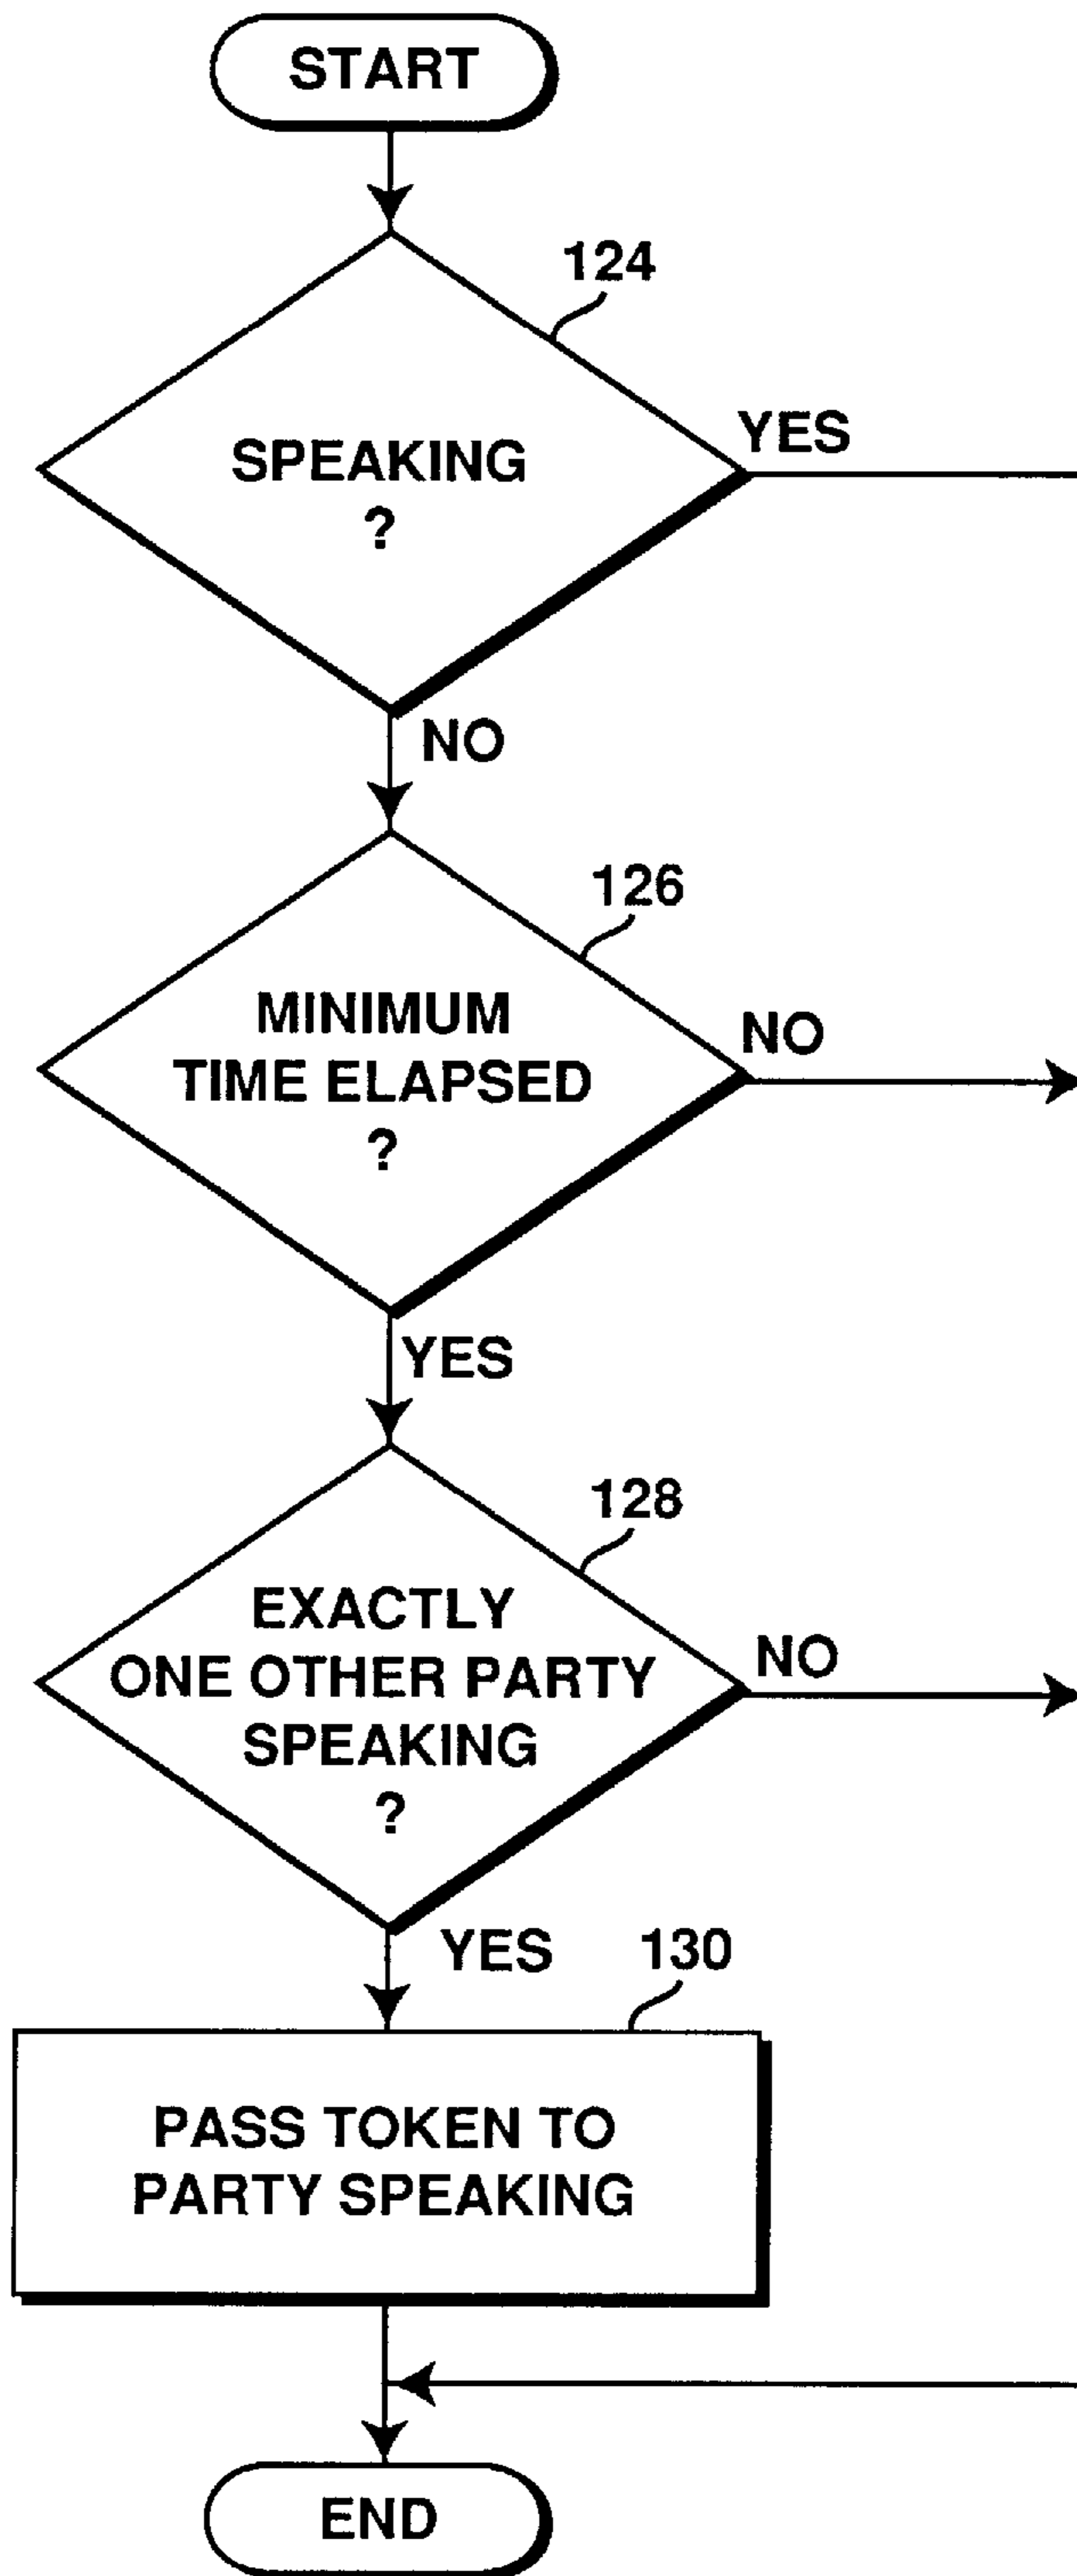 START
124
SPEAKING
?
YES
NO
126
MINIMUM
TIME ELAPSED
?
NO
YES
128
EXACTLY
ONE OTHER PARTY
SPEAKING
?
NO
YES
130
PASS TOKEN TO
PARTY SPEAKING
END